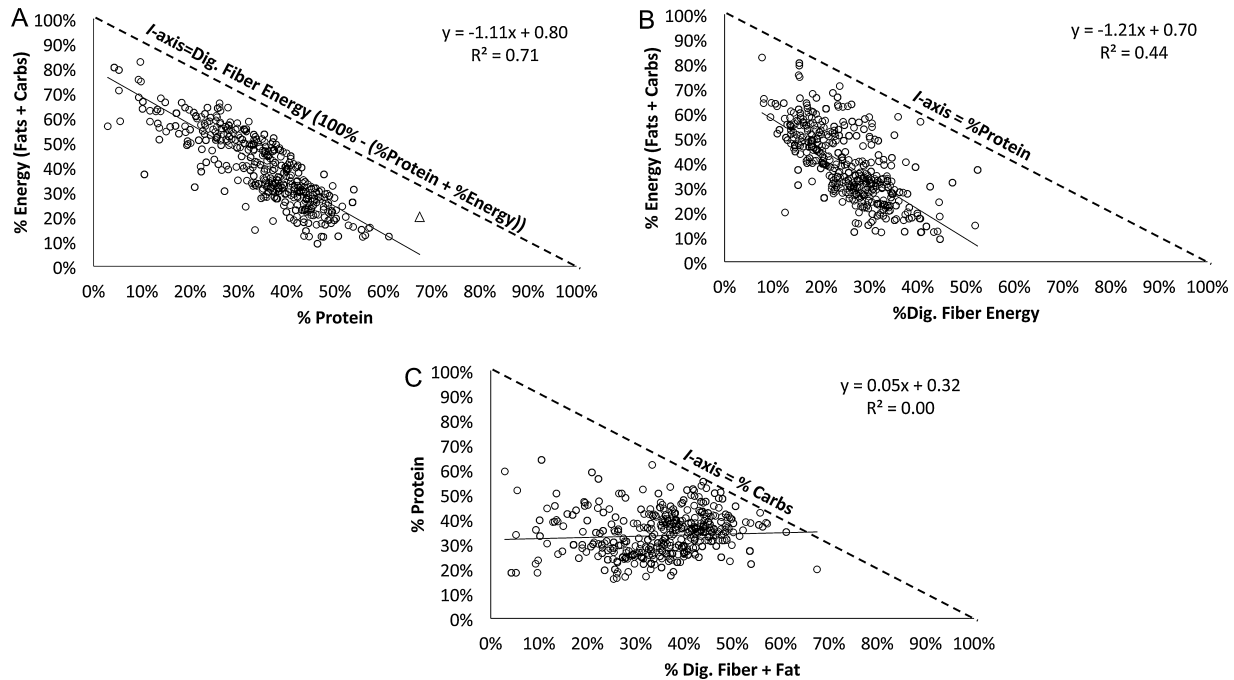 A
y = -1.11x + 0.80
R² = 0.71
I-axis=Dig. Fiber Energy (100% - (%Protein + %Energy))
% Energy (Fats + Carbs)
100%
90%
80%
70%
60%
50%
40%
30%
20%
10%
0%
0% 10% 20% 30% 40% 50% 60% 70% 80% 90% 100%
% Protein
B
y = -1.21x + 0.70
R² = 0.44
I-axis = %Protein
% Energy (Fats + Carbs)
100%
90%
80%
70%
60%
50%
40%
30%
20%
10%
0%
0% 10% 20% 30% 40% 50% 60% 70% 80% 90% 100%
%Dig. Fiber Energy
C
y = 0.05x + 0.32
R² = 0.00
I-axis = % Carbs
% Protein
100%
90%
80%
70%
60%
50%
40%
30%
20%
10%
0%
0% 10% 20% 30% 40% 50% 60% 70% 80% 90% 100%
% Dig. Fiber + Fat